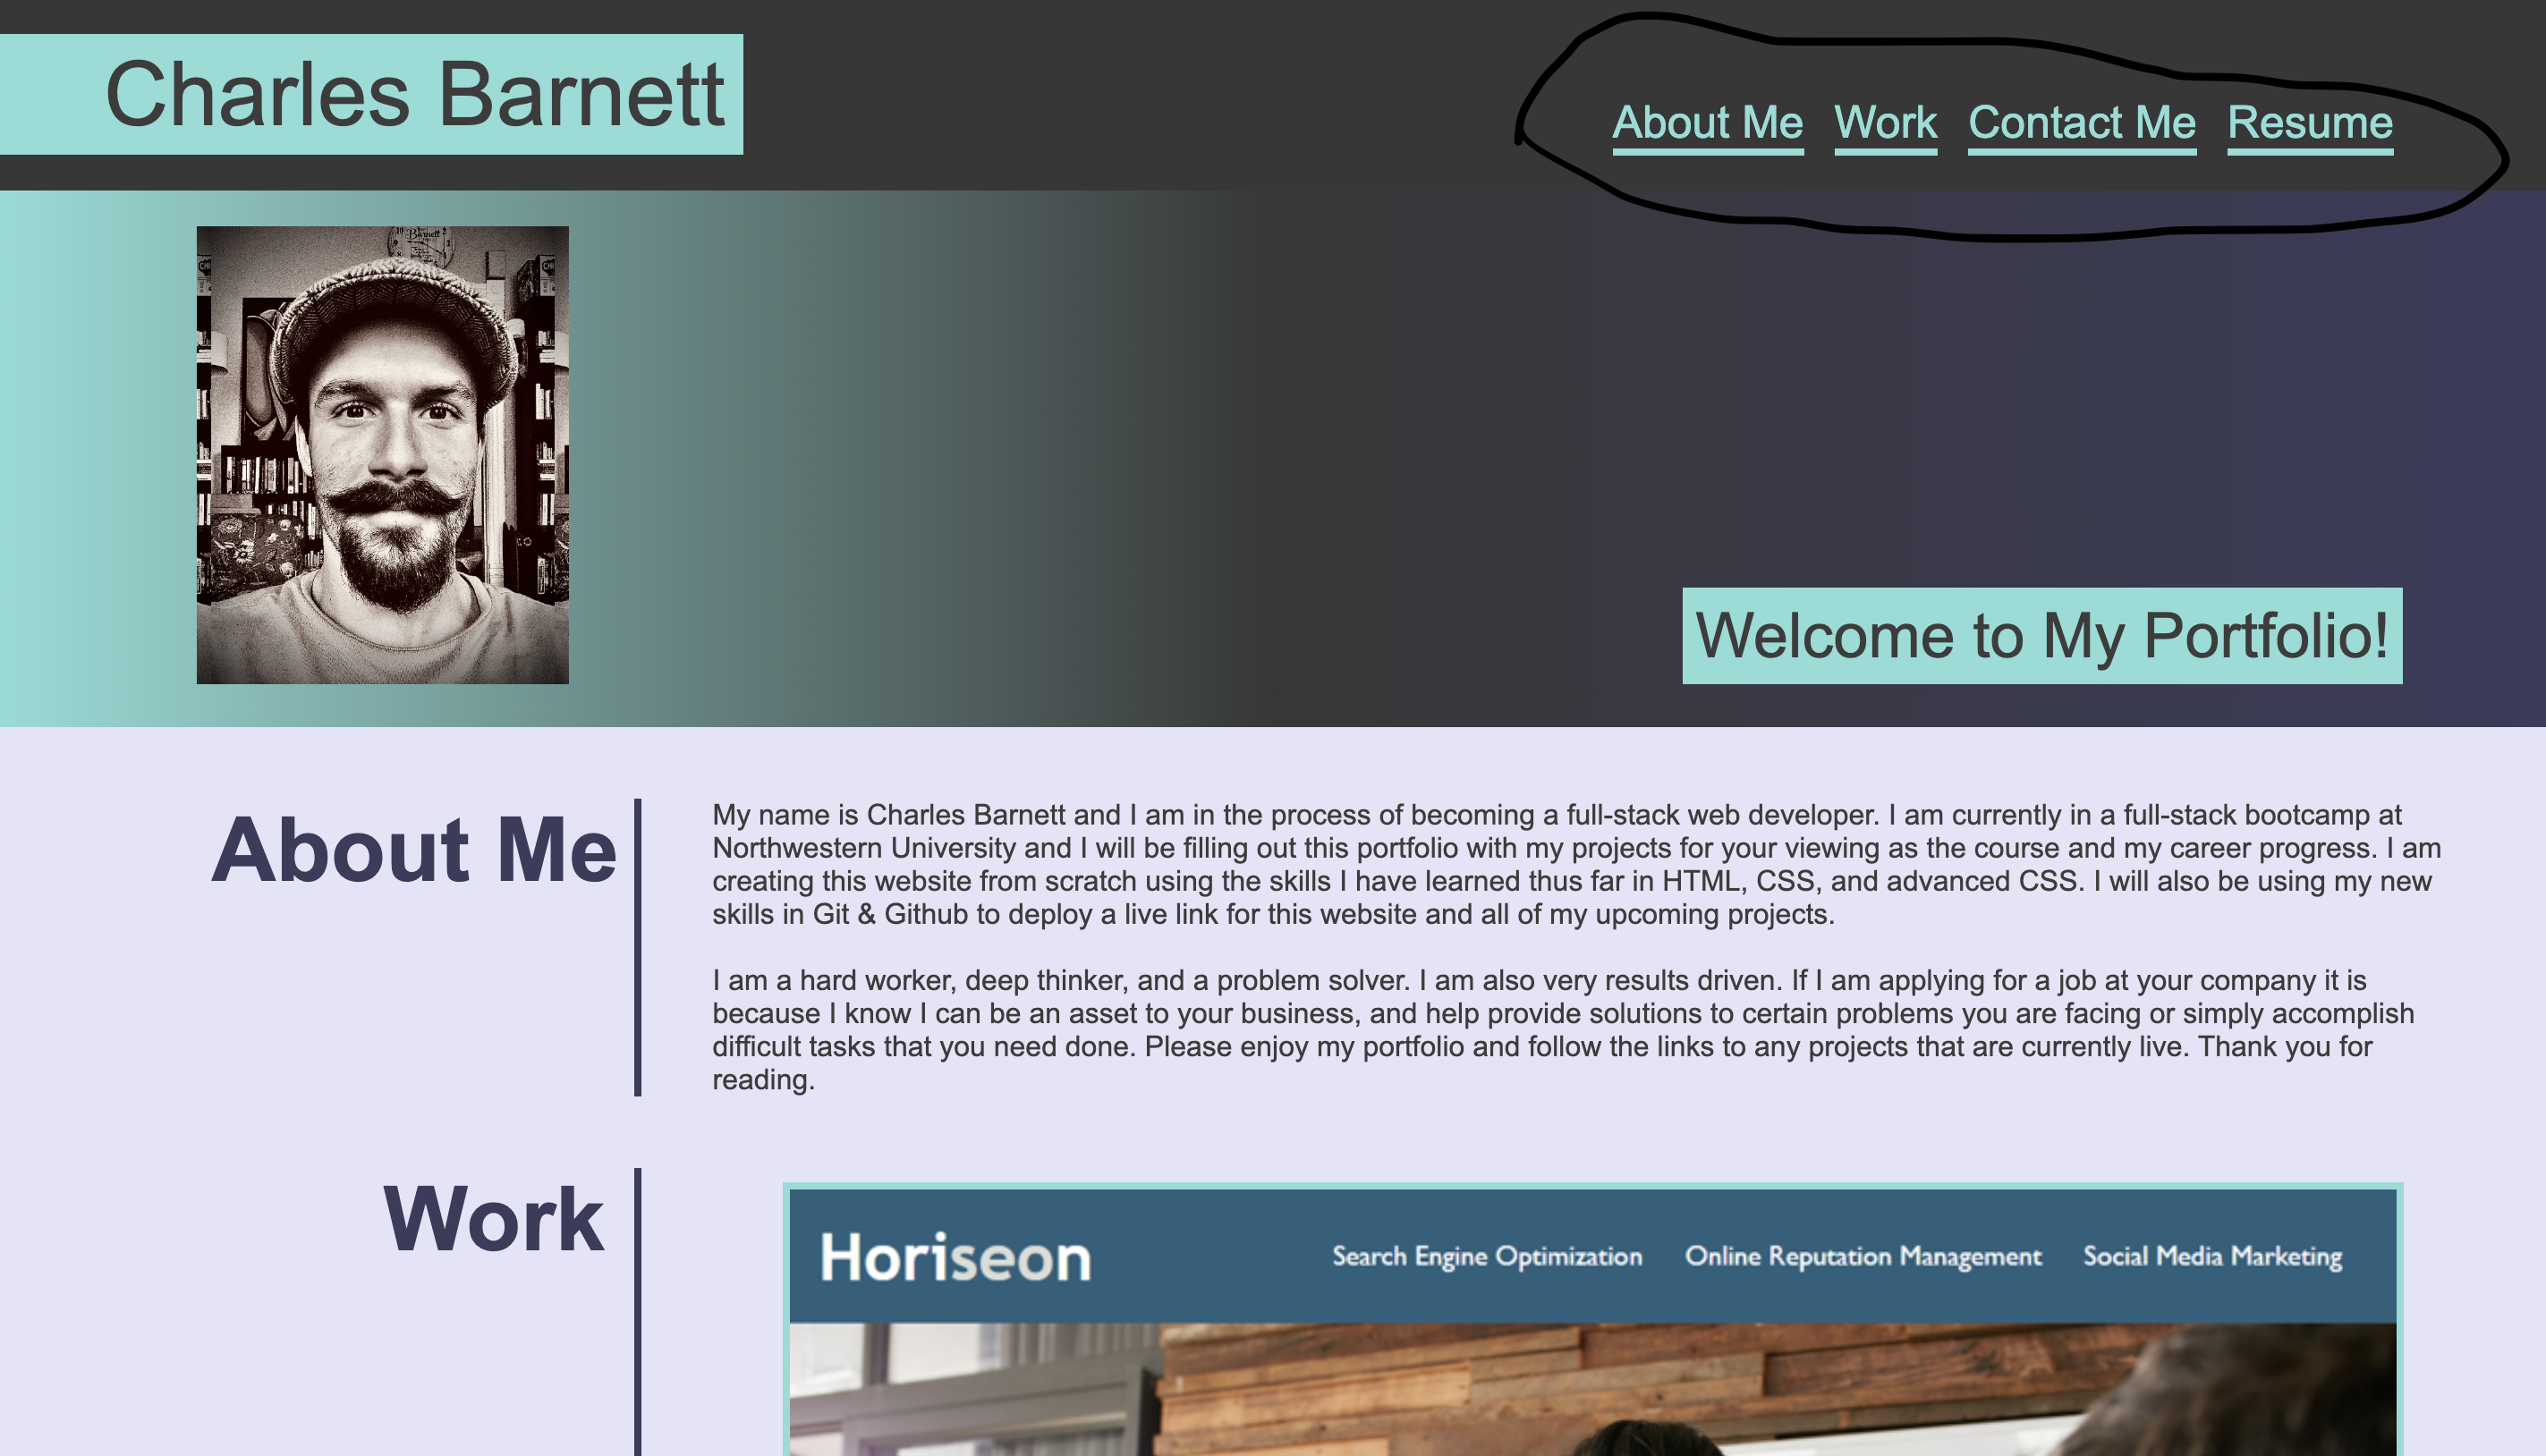 Charles Barnett
About Me Work Contact Me Resume
Barnett
Welcome to My Portfolio!
About Me
My name is Charles Barnett and I am in the process of becoming a full-stack web developer. I am currently in a full-stack bootcamp at
Northwestern University and I will be filling out this portfolio with my projects for your viewing as the course and my career progress. I am
creating this website from scratch using the skills I have learned thus far in HTML, CSS, and advanced CSS. I will also be using my new
skills in Git & Github to deploy a live link for this website and all of my upcoming projects.
I am a hard worker, deep thinker, and a problem solver. I am also very results driven. If I am applying for a job at your company it is
because I know I can be an asset to your business, and help provide solutions to certain problems you are facing or simply accomplish
difficult tasks that you need done. Please enjoy my portfolio and follow the links to any projects that are currently live. Thank you for
reading.
Work
Horiseon
Search Engine Optimization Online Reputation Management Social Media Marketing